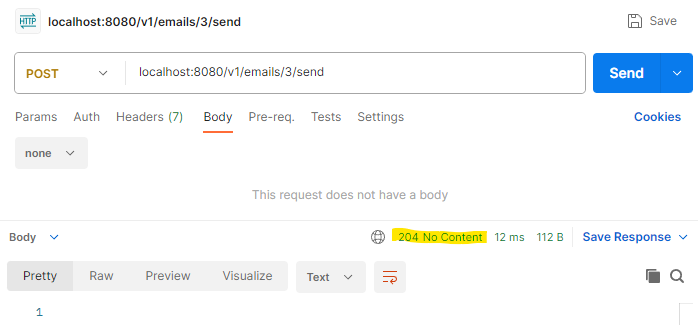 HTTP localhost:8080/v1/emails/3/send Save
POST localhost:8080/v1/emails/3/send Send
Params Auth Headers (7) Body Pre-req. Tests Settings Cookies
none
This request does not have a body
Body 204 No Content 12 ms 112 B Save Response
Pretty Raw Preview Visualize Text
1